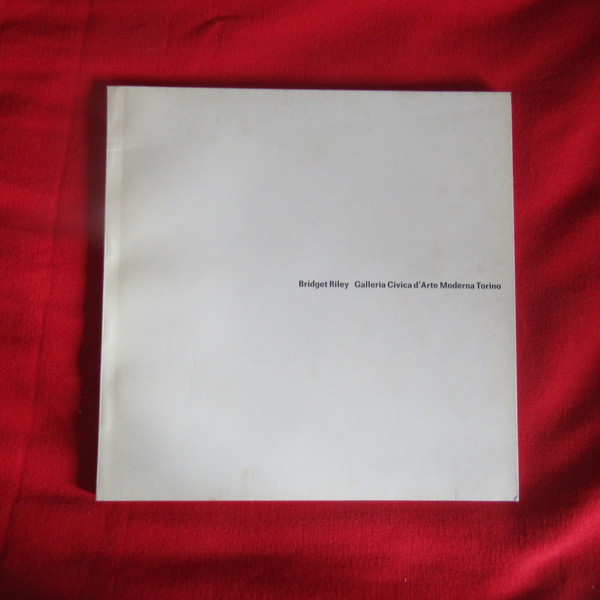 Bridget Riley Galleria Civica d'Arte Moderna Torino